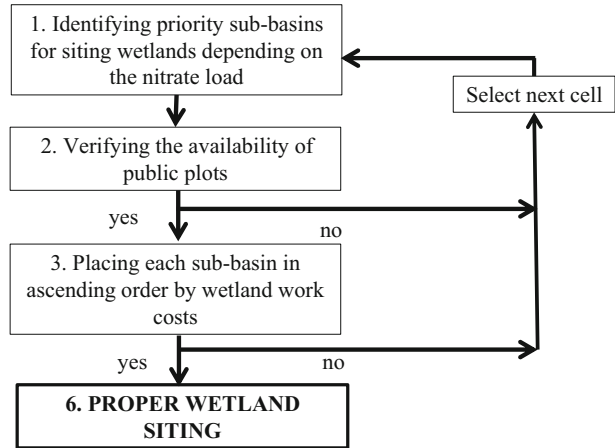 1. Identifying priority sub-basins
for siting wetlands depending on
the nitrate load
Select next cell
2. Verifying the availability of
public plots
yes
no
3. Placing each sub-basin in
ascending order by wetland work
costs
yes
no
6. PROPER WETLAND
SITING